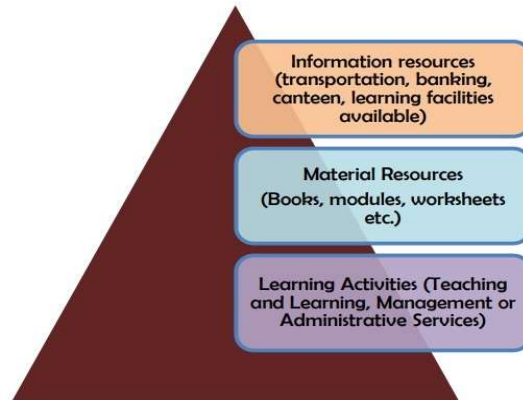 Information resources
(transportation, banking,
canteen, learning facilities
available)
Material Resources
(Books, modules, worksheets
etc.)
Learning Activities (Teaching
and Learning, Management or
Administrative Services)